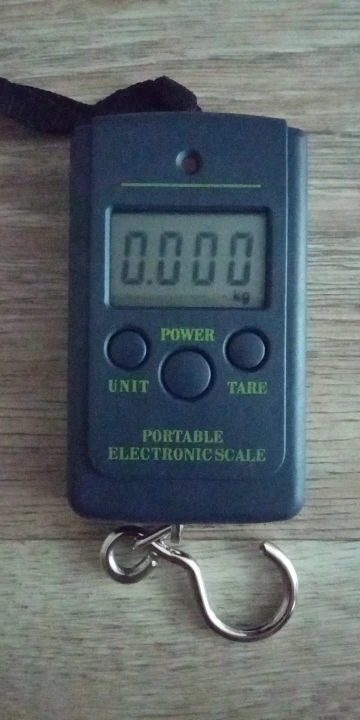 0.000
kg
POWER
UNIT TARE
PORTABLE
ELECTRONIC SCALE